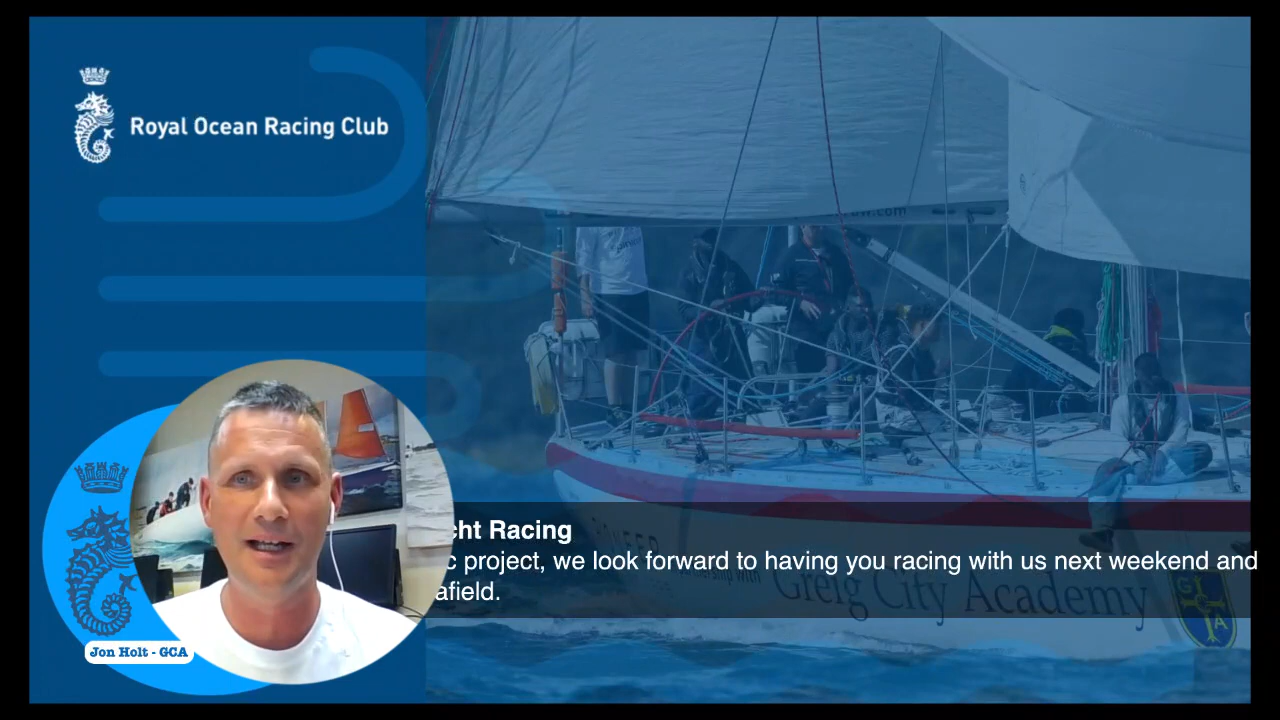 Royal Ocean Racing Club
cht Racing
c project, we look forward to having you racing with us next weekend and
afield.
Greig City Academy
G
A
Jon Holt - GCA